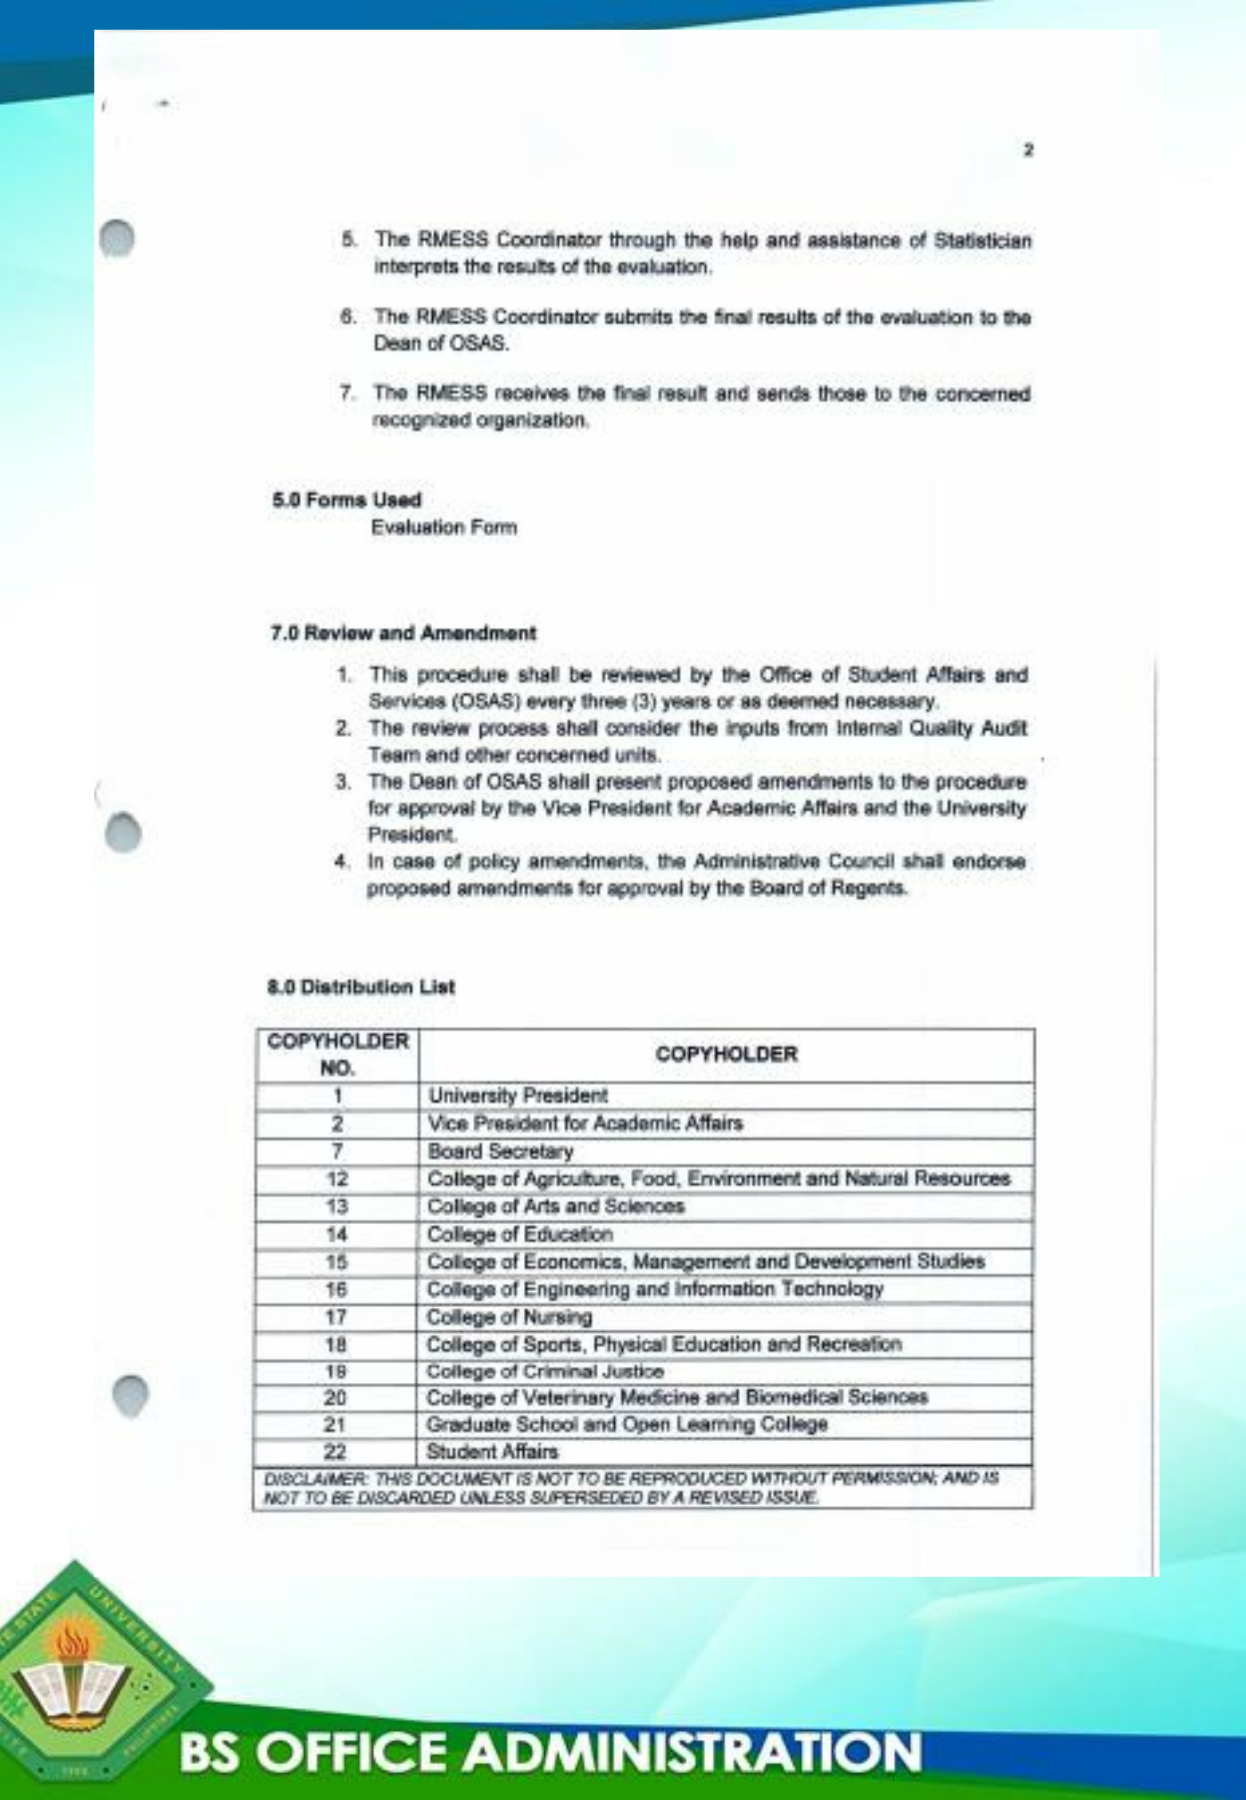 2
5. The RMESS Coordinator through the help and assistance of Statistician
interprets the results of the evaluation.
6. The RMESS Coordinator submits the final results of the evaluation to the
Dean of OSAS.
7. The RMESS receives the final result and sends those to the concerned
recognized organization.
5.0 Forms Used
Evaluation Form
7.0 Review and Amendment
1. This procedure shall be reviewed by the Office of Student Affairs and
Services (OSAS) every three (3) years or as deemed necessary.
2. The review process shall consider the inputs from Internal Quality Audit
Team and other concerned units.
3. The Dean of OSAS shall present proposed amendments to the procedure
for approval by the Vice President for Academic Affairs and the University
President.
4. In case of policy amendments, the Administrative Council shall endorse
proposed amendments for approval by the Board of Regents.
8.0 Distribution List
COPYHOLDER NO. COPYHOLDER
1 University President
2 Vice President for Academic Affairs
7 Board Secretary
12 College of Agriculture, Food, Environment and Natural Resources
13 College of Arts and Sciences
14 College of Education
15 College of Economics, Management and Development Studies
16 College of Engineering and Information Technology
17 College of Nursing
18 College of Sports, Physical Education and Recreation
19 College of Criminal Justice
20 College of Veterinary Medicine and Biomedical Sciences
21 Graduate School and Open Learning College
22 Student Affairs
DISCLAIMER: THIS DOCUMENT IS NOT TO BE REPRODUCED WITHOUT PERMISSION; AND IS
NOT TO BE DISCARDED UNLESS SUPERSEDED BY A REVISED ISSUE.
STATE UNIVERSITY
PHILIPPINES
BS OFFICE ADMINISTRATION